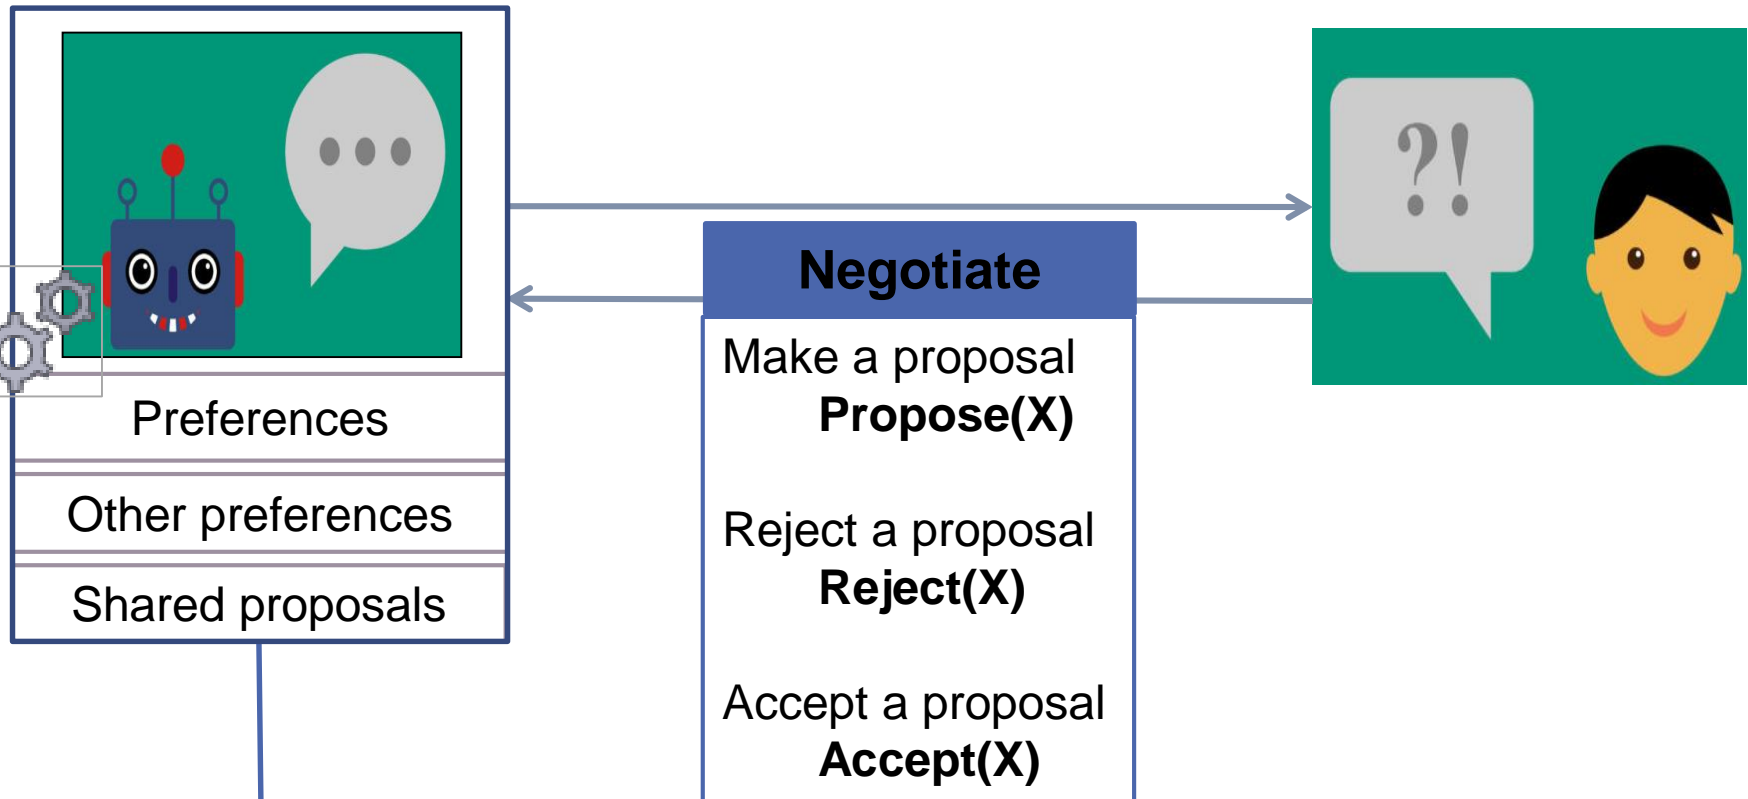 ?!
Negotiate
Make a proposal
Propose(X)
Reject a proposal
Reject(X)
Accept a proposal
Accept(X)
Preferences
Other preferences
Shared proposals